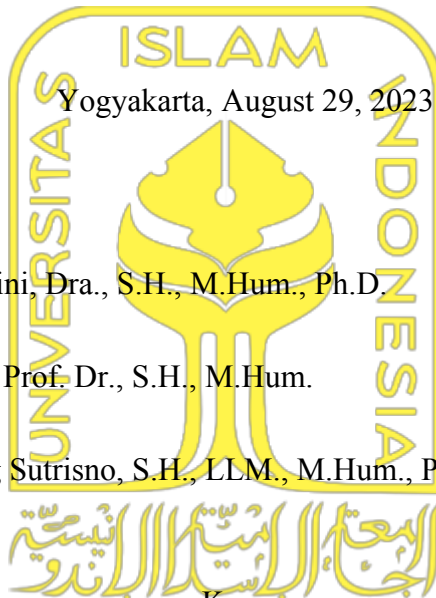 ISLAM
UNIVERSITAS
INDONESIA
Yogyakarta, August 29, 2023
ini, Dra., S.H., M.Hum., Ph.D.
Prof. Dr., S.H., M.Hum.
Sutrisno, S.H., LLM., M.Hum., P